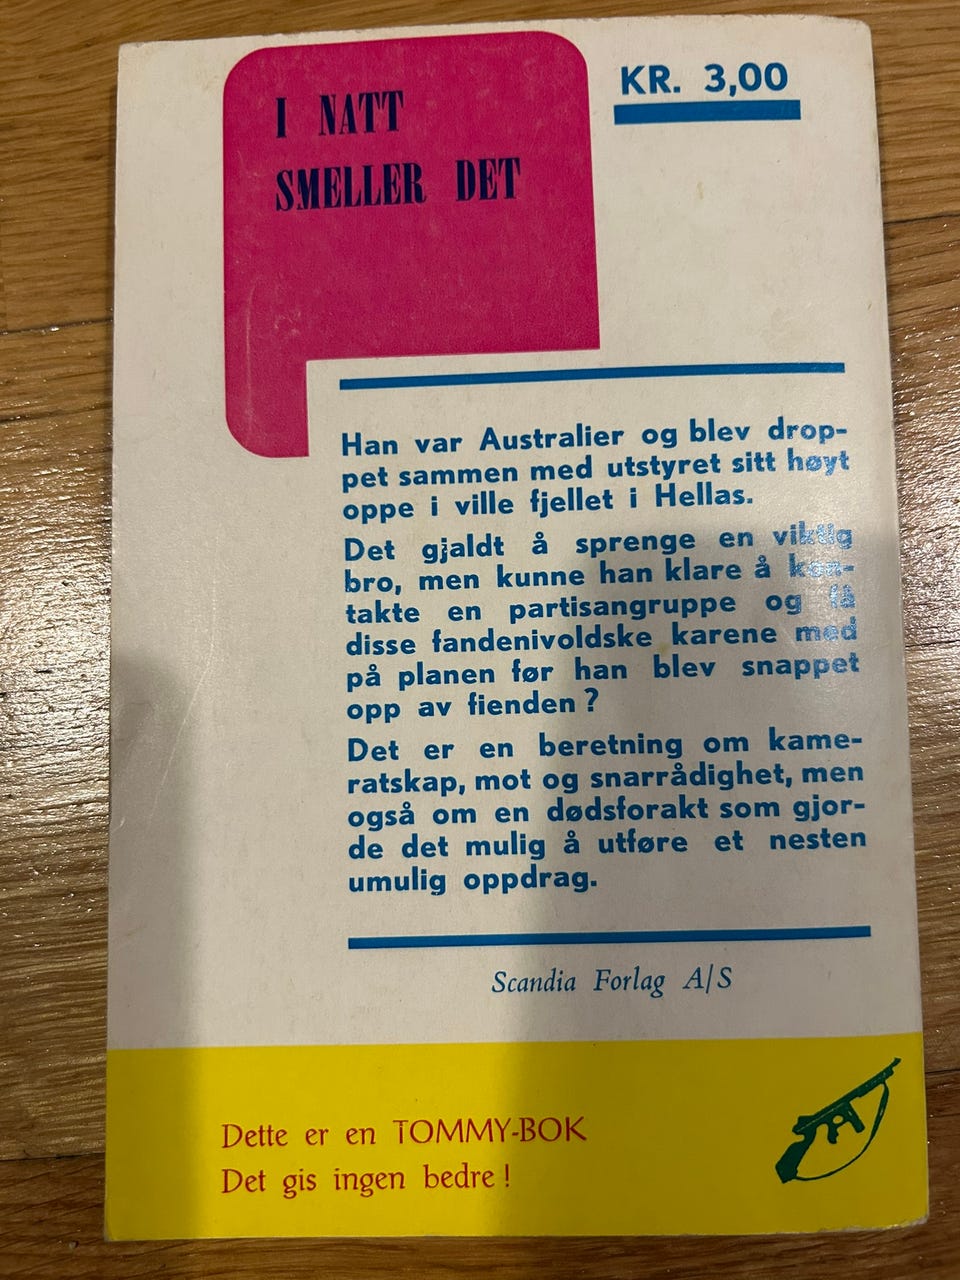 I NATT
SMELLER DET
KR. 3,00
Han var Australier og blev drop-
pet sammen med utstyret sitt høyt
oppe i ville fjellet i Hellas.
Det gjaldt å sprenge en viktig
bro, men kunne han klare å kon-
takte en partisangruppe og få
disse fandenivoldske karene med
på planen før han blev snappet
opp av fienden?
Det er en beretning om kame-
ratskap, mot og snarrådighet, men
også om en dødsforakt som gjor-
de det mulig å utføre et nesten
umulig oppdrag.
Scandia Forlag A/S
Dette er en TOMMY-BOK
Det gis ingen bedre!